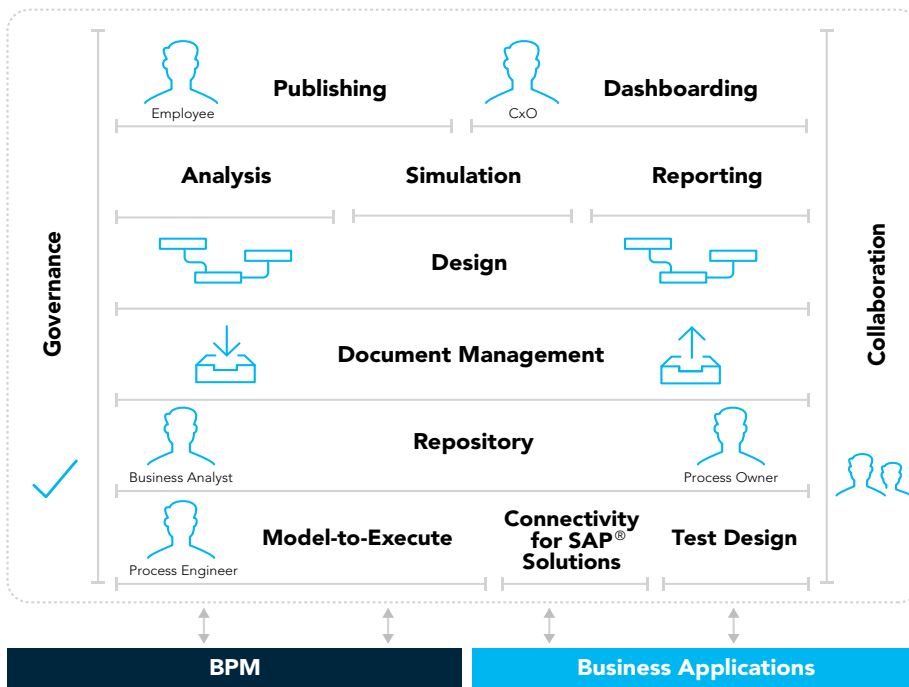 Publishing
Dashboarding
Employee
CxO
Analysis
Simulation
Reporting
Governance
Design
Collaboration
Document Management
Repository
Business Analyst
Process Owner
Model-to-Execute
Connectivity
for SAP®
Solutions
Test Design
Process Engineer
BPM
Business Applications